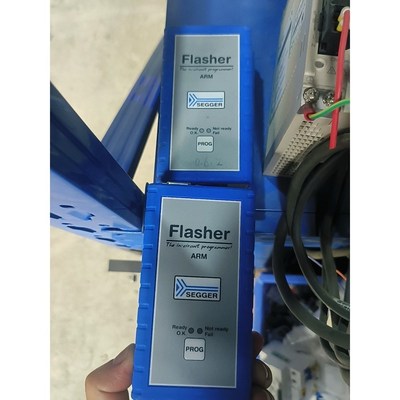 Flasher
The in-circuit programmer!
ARM
SEGGER
Ready Not ready
O.K. Fail
PROG
Flasher
The in-circuit programmer!
ARM
SEGGER
Ready Not ready
O.K. Fail
PROG